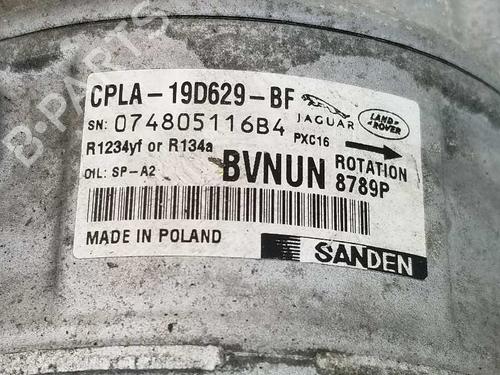 B-PARTS
CPLA-19D629-BF
JAGUAR
LAND ROVER
SN: 074805116B4
PXC16
R1234yf or R134a
ROTATION
OIL: SP-A2
BVNUN 8789P
MADE IN POLAND
SANDEN